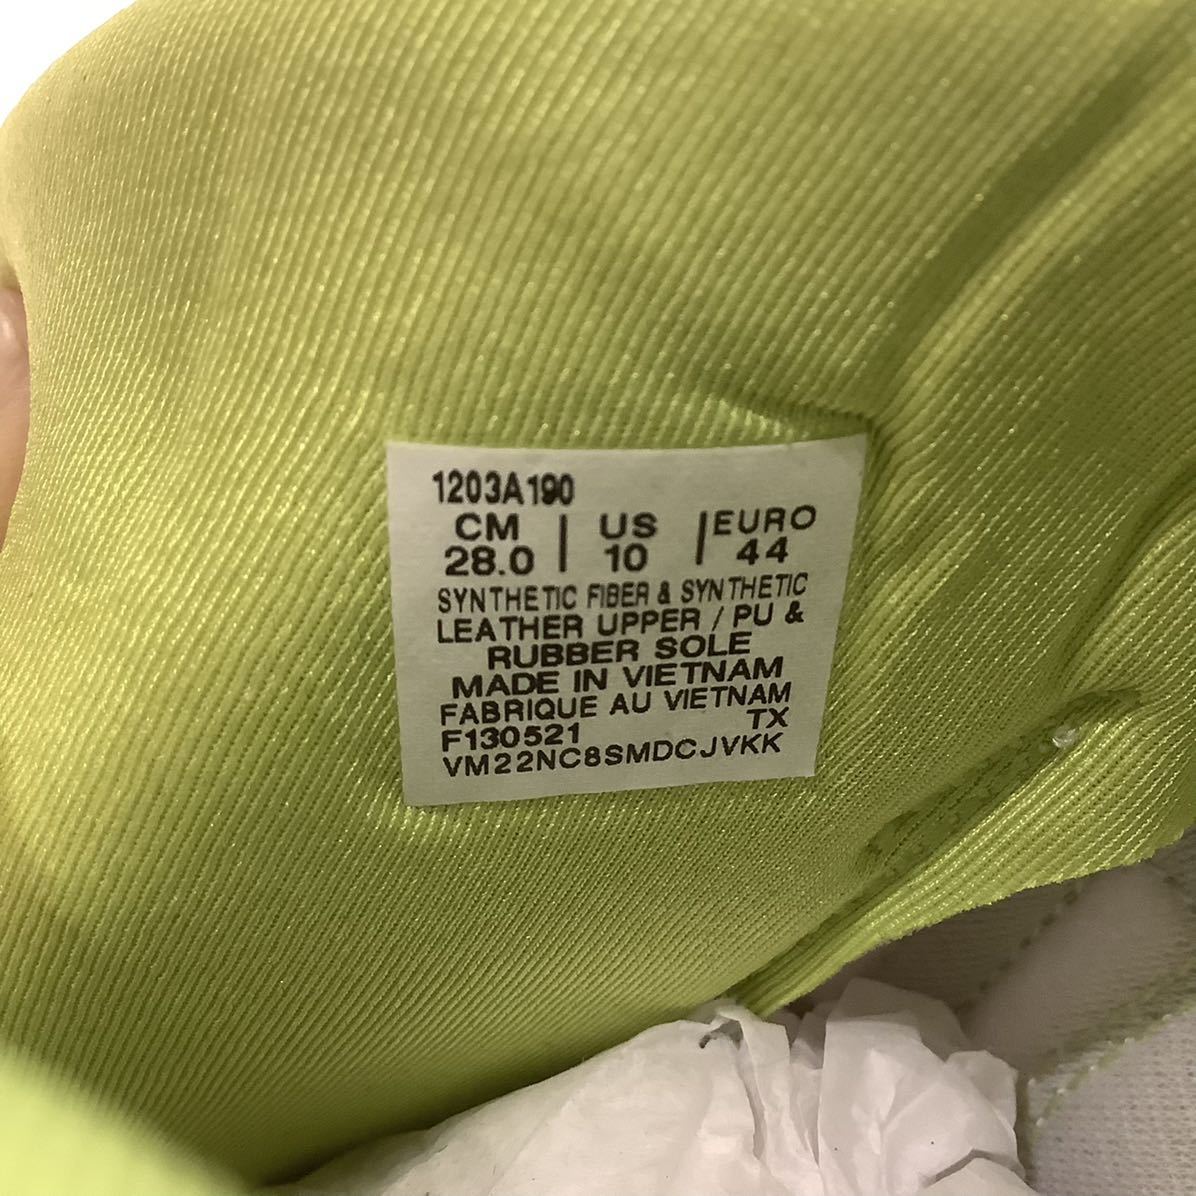 1203A190
CM | US | EURO
28.0 | 10 | 44
SYNTHETIC FIBER & SYNTHETIC
LEATHER UPPER / PU &
RUBBER SOLE
MADE IN VIETNAM
FABRIQUE AU VIETNAM
F130521 TX
VM22NC8SMDCJVKK